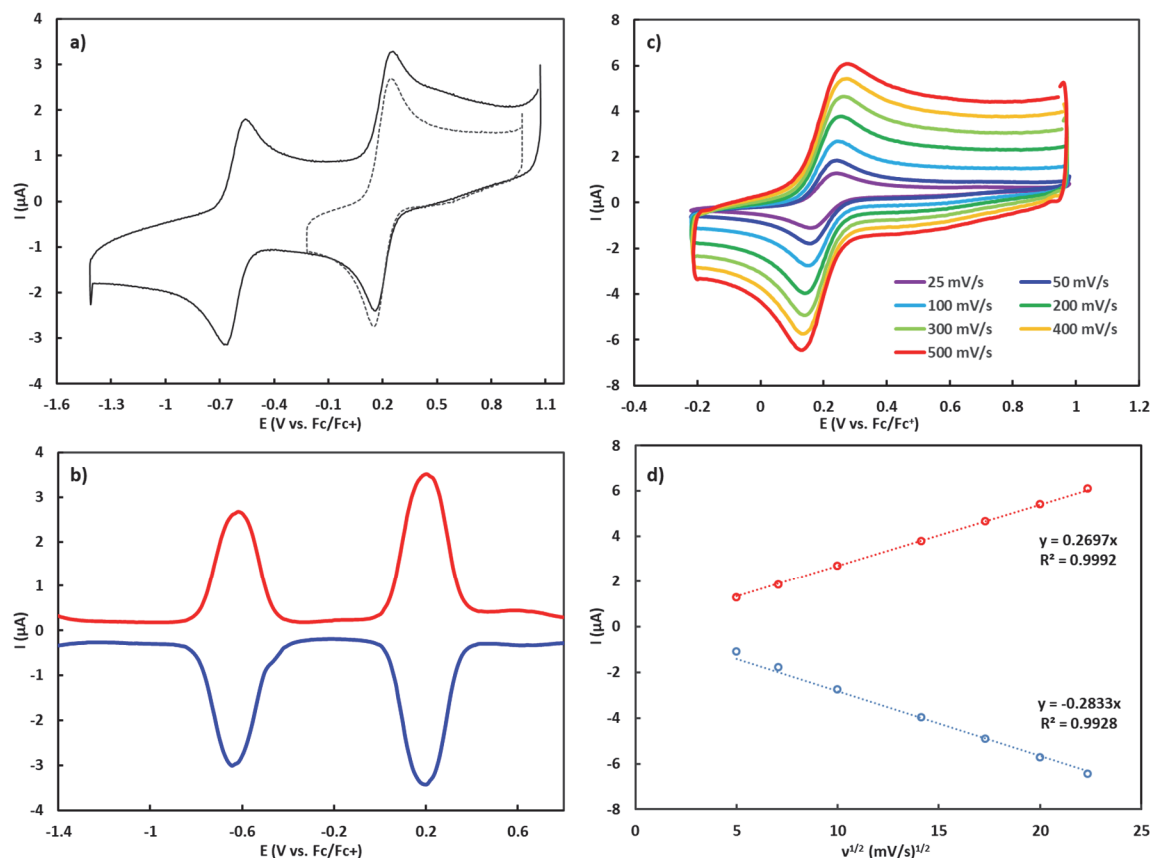 a)
4
3
2
1
0
-1
-2
-3
-4
I (µA)
-1.6 -1.3 -1 -0.7 -0.4 -0.1 0.2 0.5 0.8 1.1
E (V vs. Fc/Fc+)
c)
8
6
4
2
0
-2
-4
-6
-8
I (µA)
25 mV/s 50 mV/s
100 mV/s 200 mV/s
300 mV/s 400 mV/s
500 mV/s
-0.4 -0.2 0 0.2 0.4 0.6 0.8 1 1.2
E (V vs. Fc/Fc⁺)
b)
4
3
2
1
0
-1
-2
-3
-4
I (µA)
-1.4 -1 -0.6 -0.2 0.2 0.6
E (V vs. Fc/Fc+)
d)
8
6
4
2
0
-2
-4
-6
-8
I (µA)
y = 0.2697x
R² = 0.9992
y = -0.2833x
R² = 0.9928
0 5 10 15 20 25
v¹/² (mV/s)¹/²